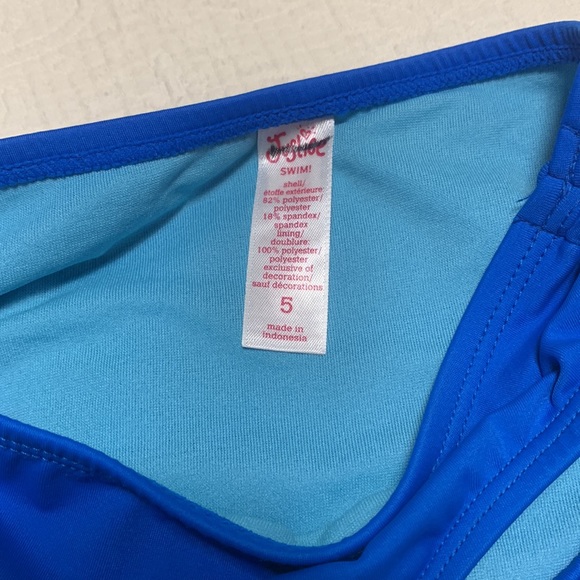 Justice
SWIM!
shell/
étoffe extérieure:
82% polyester/
polyester
18% spandex/
spandex
lining/
doublure:
100% polyester/
polyester
exclusive of
decoration/
sauf décorations
5
made in
indonesia